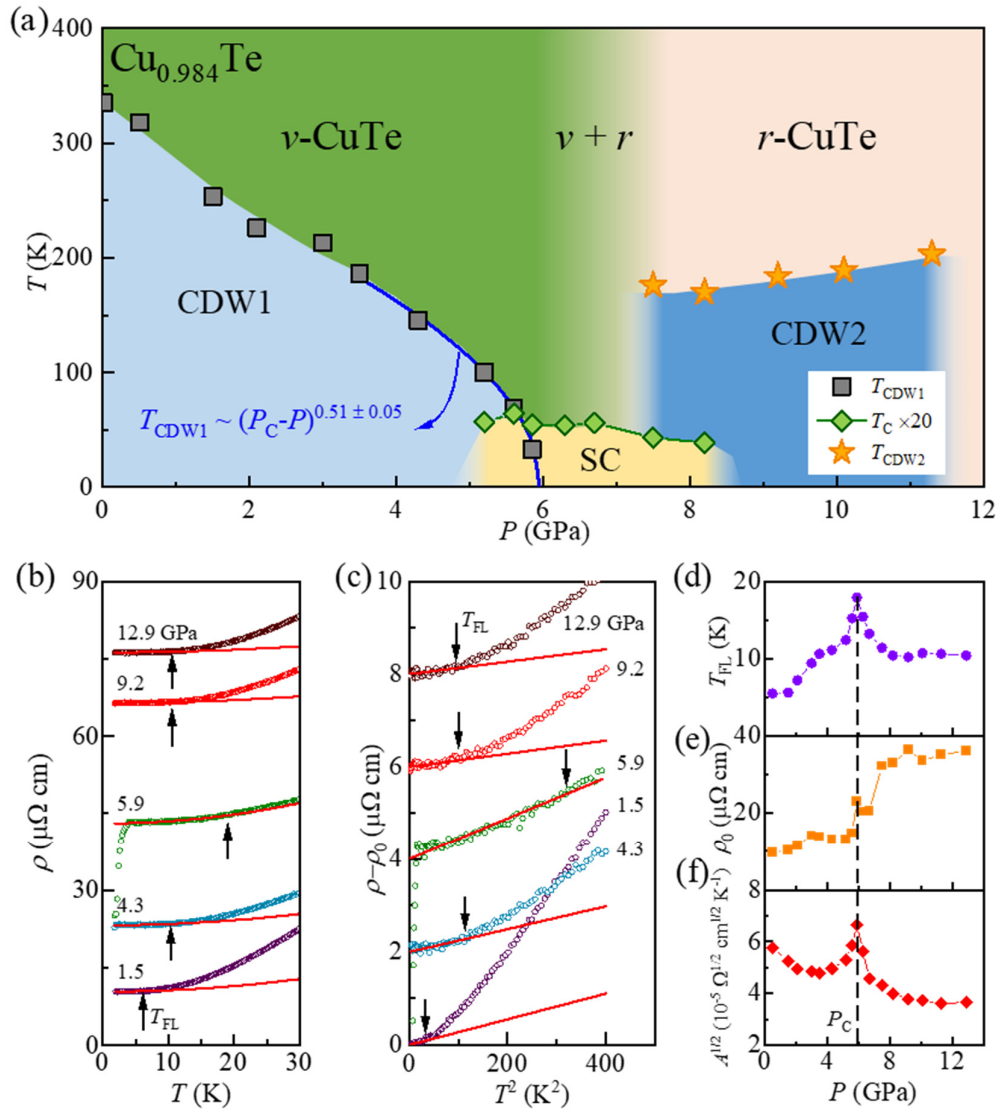 (a)
400
300
200
100
0
T (K)
Cu0.984Te
v-CuTe
v + r
r-CuTe
CDW1
CDW2
SC
TCDW1 ~ (PC-P)0.51 ± 0.05
TCDW1
TC ×20
TCDW2
0 2 4 6 8 10 12
P (GPa)
(b)
90
60
30
0
ρ (μΩ cm)
12.9 GPa
9.2
5.9
4.3
1.5
TFL
0 10 20 30
T (K)
(c)
10
8
6
4
2
0
ρ-ρ0 (μΩ cm)
TFL
12.9 GPa
9.2
5.9
1.5
4.3
0 200 400
T2 (K2)
(d)
20
10
TFL (K)
(e)
40
20
ρ0 (μΩ cm)
(f)
8
6
4
A1/2 (10-5 Ω1/2 cm1/2 K-1)
PC
0 4 8 12
P (GPa)